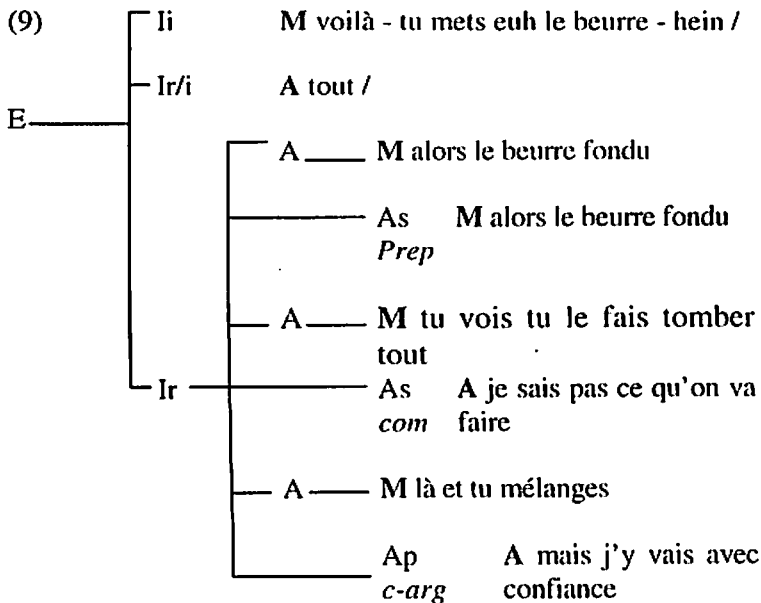 (9) Ii M voilà - tu mets euh le beurre - hein /
Ir/i A tout /
E
A M alors le beurre fondu
As M alors le beurre fondu
Prep
A M tu vois tu le fais tomber
tout
Ir As A je sais pas ce qu'on va
com faire
A M là et tu mélanges
Ap A mais j'y vais avec
c-arg confiance